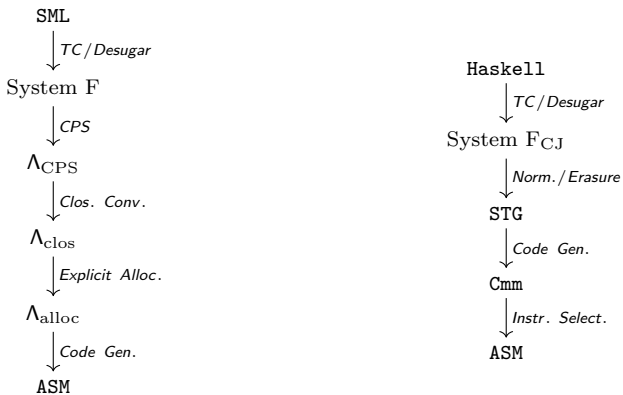 SML
TC/Desugar
System F
CPS
Λ_CPS
Clos. Conv.
Λ_clos
Explicit Alloc.
Λ_alloc
Code Gen.
ASM
Haskell
TC/Desugar
System F_CJ
Norm./Erasure
STG
Code Gen.
Cmm
Instr. Select.
ASM